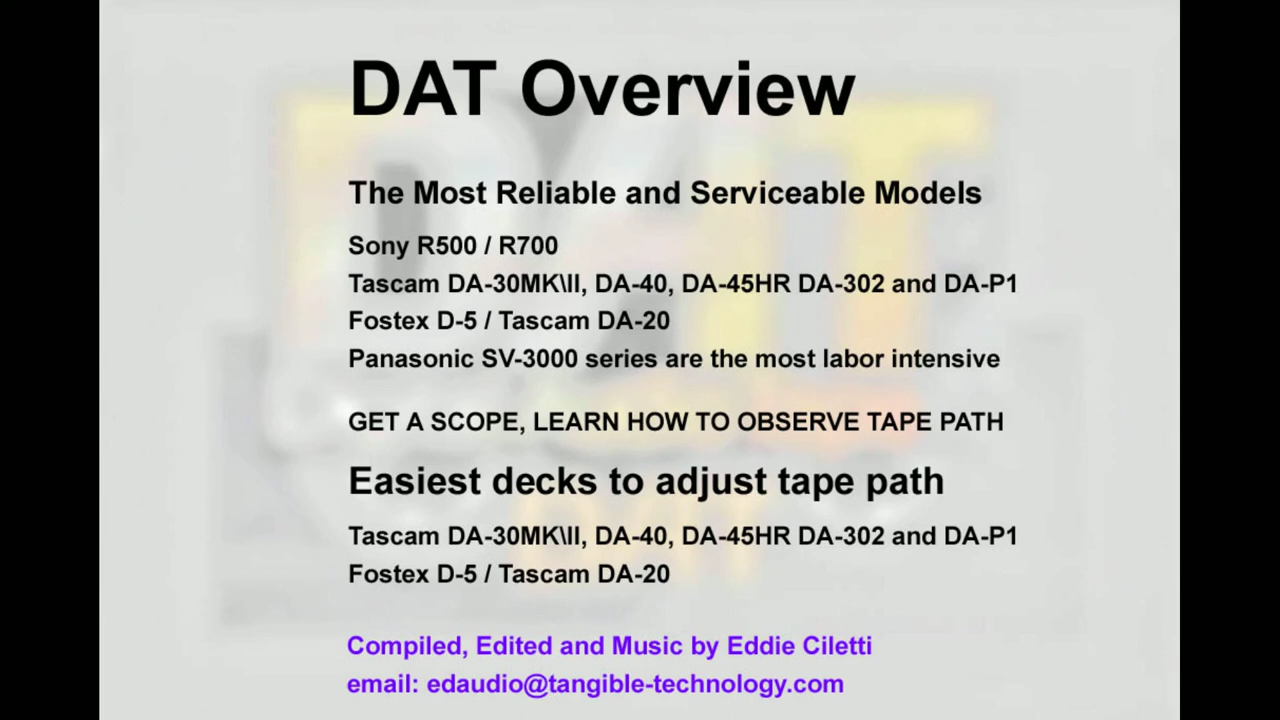 DAT Overview
The Most Reliable and Serviceable Models
Sony R500 / R700
Tascam DA-30MK\II, DA-40, DA-45HR DA-302 and DA-P1
Fostex D-5 / Tascam DA-20
Panasonic SV-3000 series are the most labor intensive
GET A SCOPE, LEARN HOW TO OBSERVE TAPE PATH
Easiest decks to adjust tape path
Tascam DA-30MK\II, DA-40, DA-45HR DA-302 and DA-P1
Fostex D-5 / Tascam DA-20
Compiled, Edited and Music by Eddie Ciletti
email: edaudio@tangible-technology.com